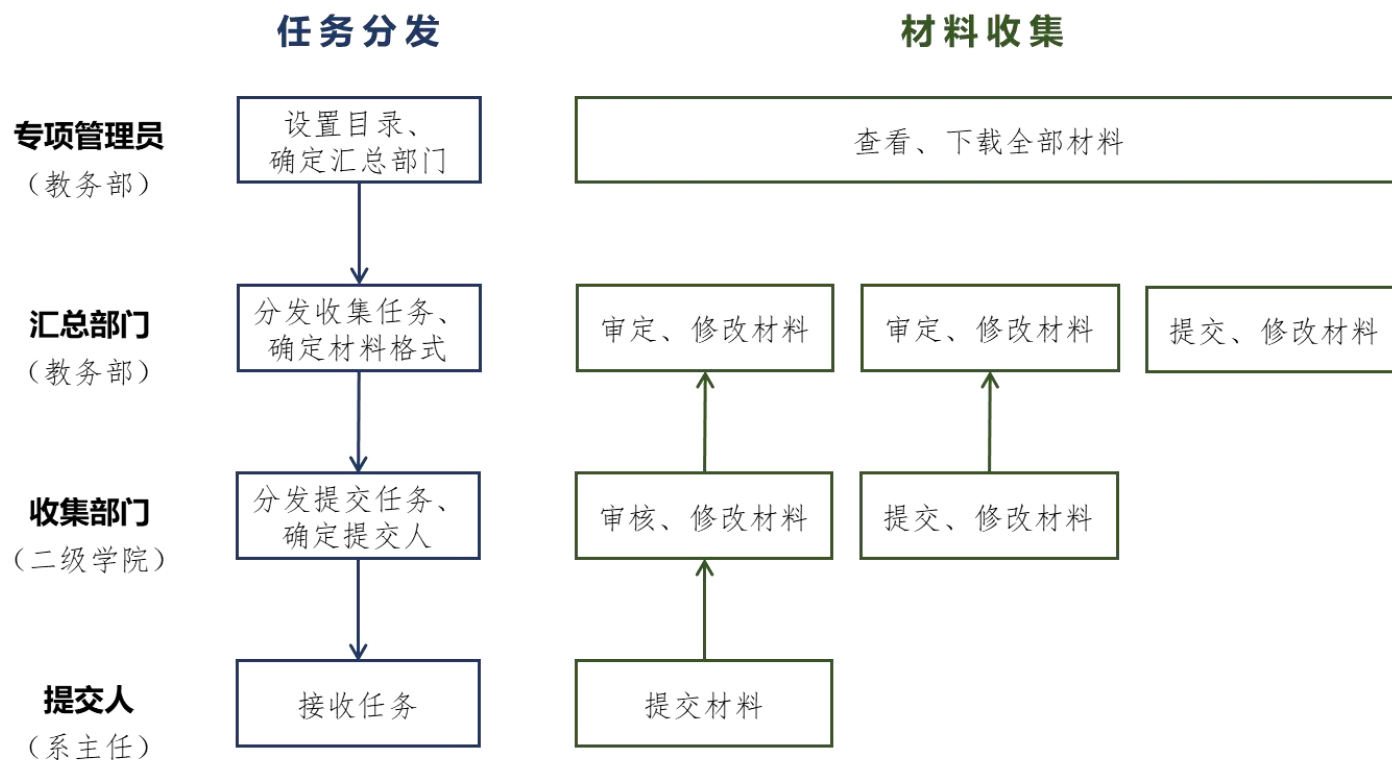 任务分发
材料收集
专项管理员
（教务部）
设置目录、
确定汇总部门
查看、下载全部材料
汇总部门
（教务部）
分发收集任务、
确定材料格式
审定、修改材料
审定、修改材料
提交、修改材料
收集部门
（二级学院）
分发提交任务、
确定提交人
审核、修改材料
提交、修改材料
提交人
（系主任）
接收任务
提交材料